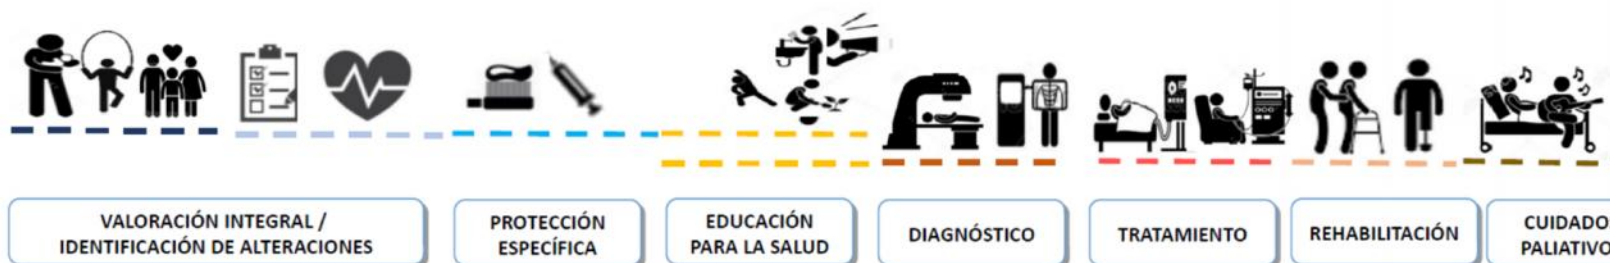 VALORACIÓN INTEGRAL /
IDENTIFICACIÓN DE ALTERACIONES
PROTECCIÓN
ESPECÍFICA
EDUCACIÓN
PARA LA SALUD
DIAGNÓSTICO
TRATAMIENTO
REHABILITACIÓN
CUIDADO
PALIATIVO